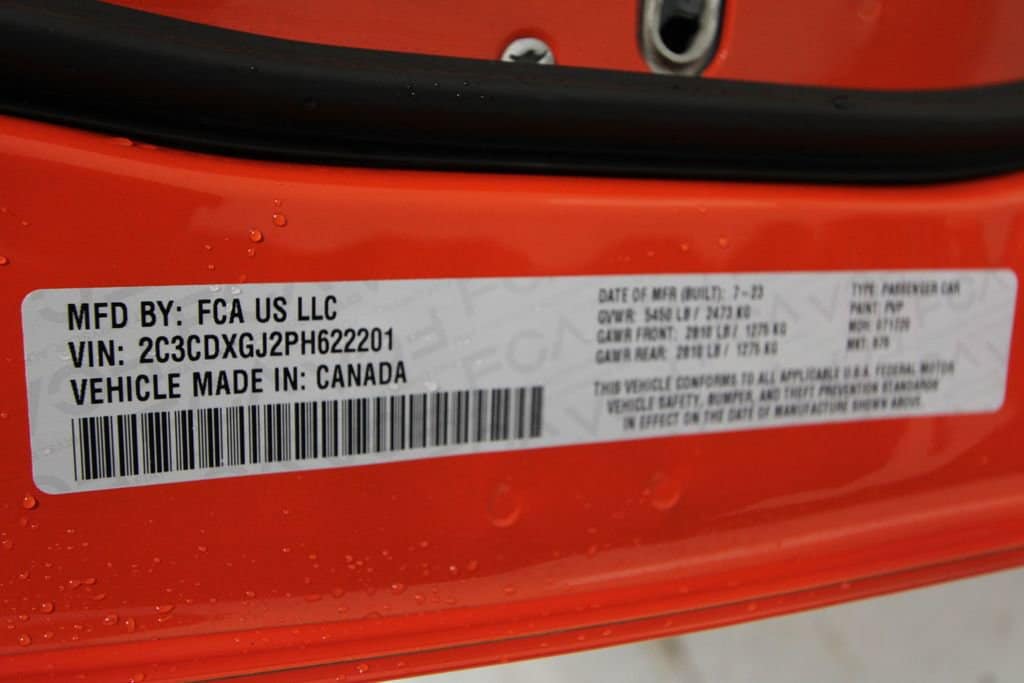 MFD BY: FCA US LLC
VIN: 2C3CDXGJ2PH622201
VEHICLE MADE IN: CANADA
DATE OF MFR (BUILT): 7-23
GVWR: 5450 LB / 2473 KG
GAWR FRONT: 2810 LB / 1275 KG
GAWR REAR: 2810 LB / 1275 KG
TYPE: PASSENGER CAR
PAINT: PVP
MDH: 071720
THIS VEHICLE CONFORMS TO ALL APPLICABLE U.S.A. FEDERAL MOTOR
VEHICLE SAFETY, BUMPER, AND THEFT PREVENTION STANDARDS
IN EFFECT ON THE DATE OF MANUFACTURE SHOWN ABOVE.